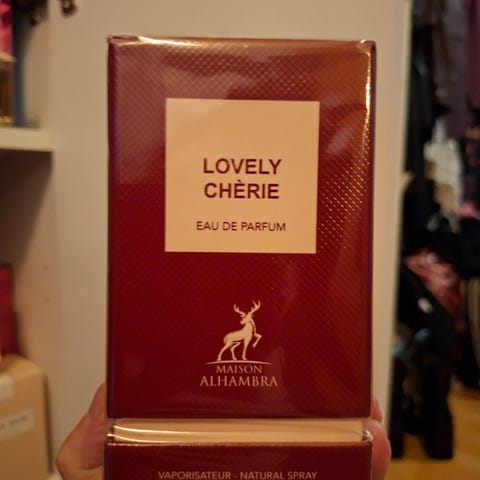 LOVELY
CHÈRIE
EAU DE PARFUM
MAISON
ALHAMBRA
VAPORISATEUR - NATURAL SPRAY